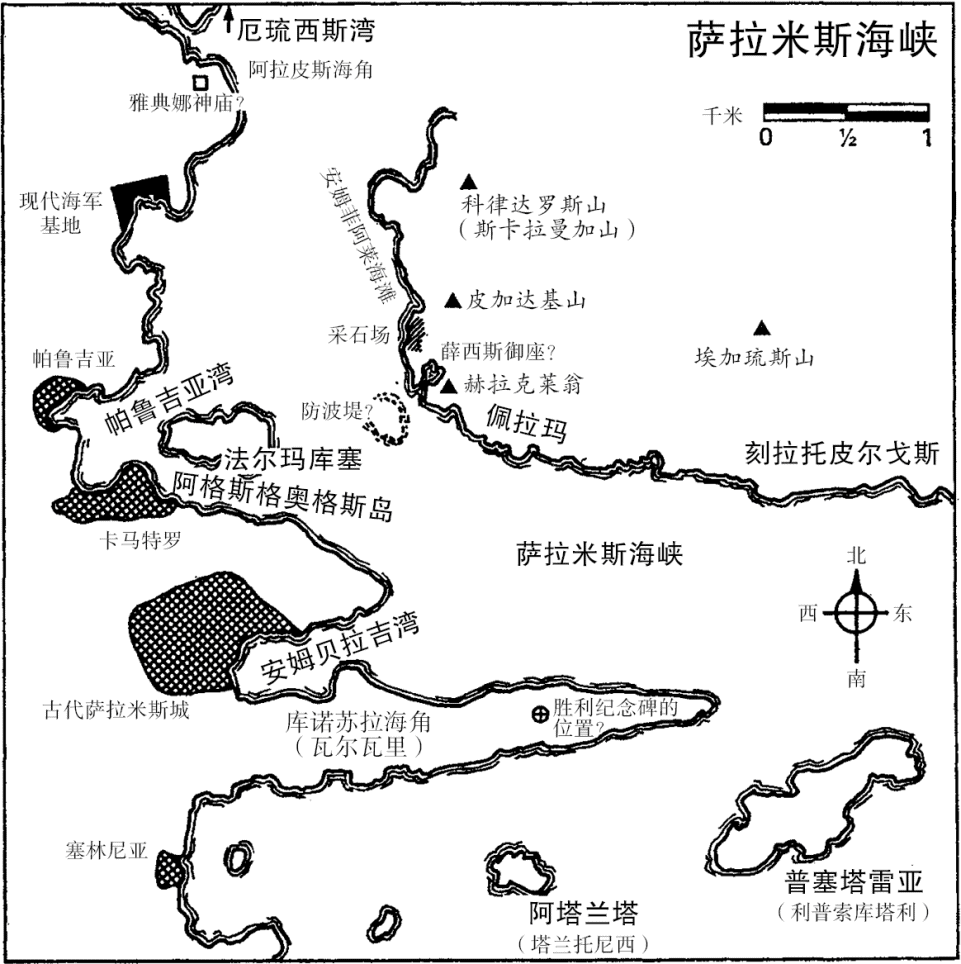 厄琉西斯湾
萨拉米斯海峡
阿拉皮斯海角
雅典娜神庙?
千米
0 ½ 1
现代海军
基地
安姆菲阿莱海滩
科律达罗斯山
（斯卡拉曼加山）
皮加达基山
采石场
埃加琉斯山
薛西斯御座?
帕鲁吉亚
赫拉克莱翁
帕鲁吉亚湾
防波堤?
佩拉玛
法尔玛库塞
刻拉托皮尔戈斯
阿格斯格奥格斯岛
卡马特罗
萨拉米斯海峡
北
西
东
南
安姆贝拉吉湾
古代萨拉米斯城
库诺苏拉海角
（瓦尔瓦里）
胜利纪念碑的
位置?
塞林尼亚
普塞塔雷亚
（利普索库塔利）
阿塔兰塔
（塔兰托尼西）